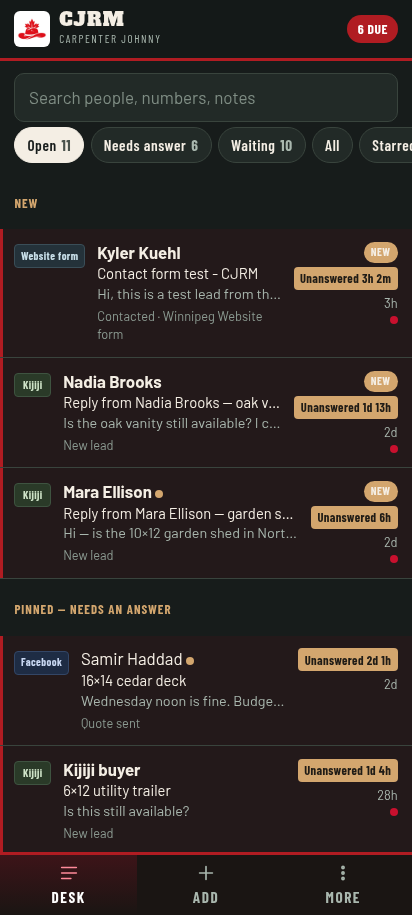 CJRM
CARPENTER JOHNNY
6 DUE
Search people, numbers, notes
Open 11
Needs answer 6
Waiting 10
All
Starred
NEW
Website form
Kyler Kuehl
NEW
Contact form test - CJRM
Unanswered 3h 2m
Hi, this is a test lead from th...
3h
Contacted · Winnipeg Website
form
Kijiji
Nadia Brooks
NEW
Reply from Nadia Brooks — oak v...
Unanswered 1d 13h
Is the oak vanity still available? I c...
2d
New lead
Kijiji
Mara Ellison
NEW
Reply from Mara Ellison — garden s...
Unanswered 6h
Hi — is the 10×12 garden shed in Nort...
2d
New lead
PINNED — NEEDS AN ANSWER
Facebook
Samir Haddad
Unanswered 2d 1h
16×14 cedar deck
2d
Wednesday noon is fine. Budge...
Quote sent
Kijiji
Kijiji buyer
Unanswered 1d 4h
6×12 utility trailer
28h
Is this still available?
New lead
DESK
ADD
MORE